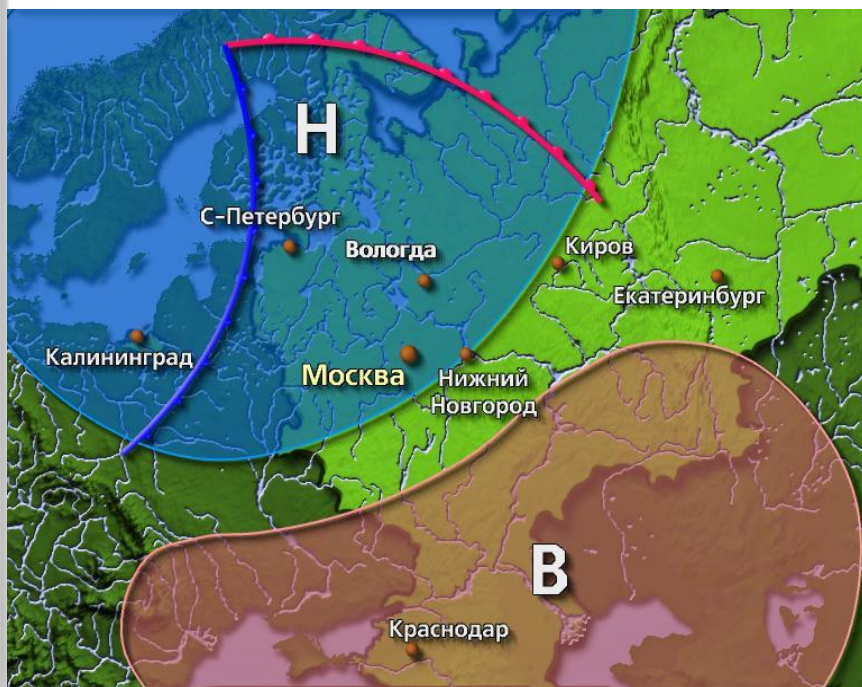 Н
С-Петербург
Вологда
Киров
Екатеринбург
Калининград
Москва
Нижний
Новгород
В
Краснодар